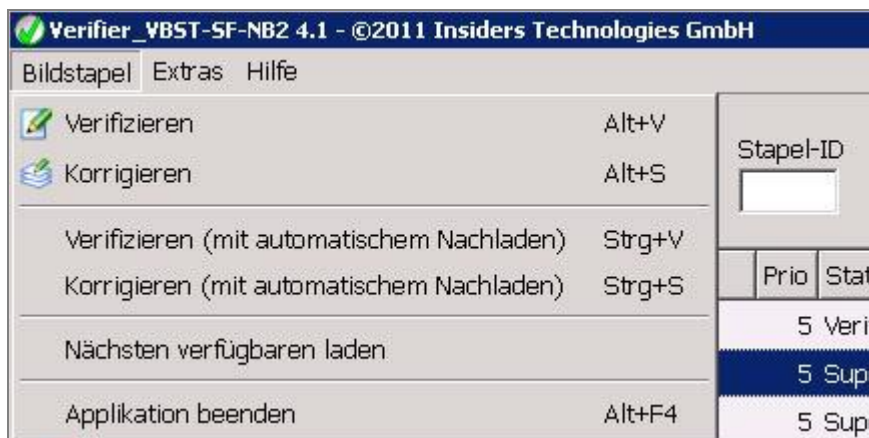 Verifier_VBST-SF-NB2 4.1 - ©2011 Insiders Technologies GmbH
Bildstapel Extras Hilfe
Verifizieren Alt+V
Korrigieren Alt+S
Verifizieren (mit automatischem Nachladen) Strg+V
Korrigieren (mit automatischem Nachladen) Strg+S
Nächsten verfügbaren laden
Applikation beenden Alt+F4
Stapel-ID
Prio
5
5
5